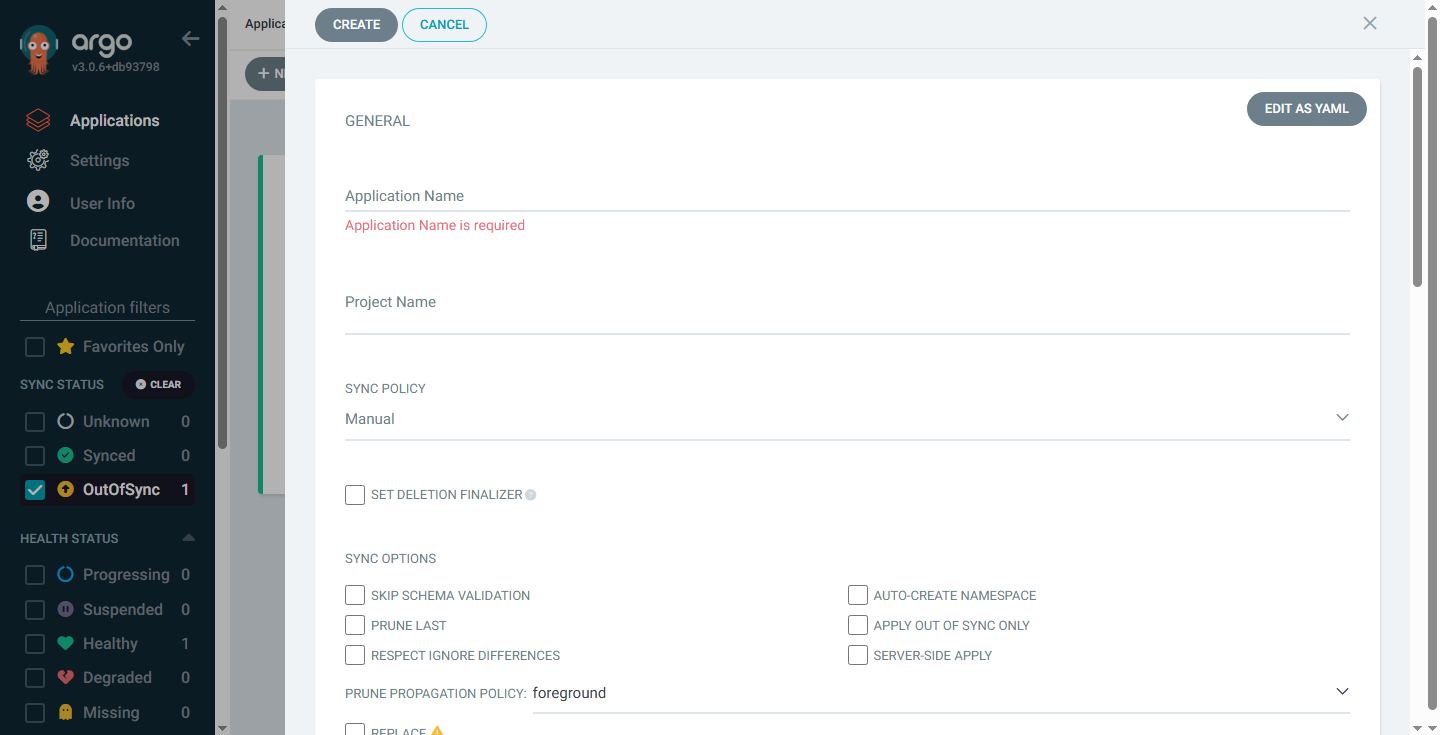 argo
v3.0.6+db93798
Applications
Settings
User Info
Documentation
Application filters
Favorites Only
SYNC STATUS CLEAR
Unknown 0
Synced 0
OutOfSync 1
HEALTH STATUS
Progressing 0
Suspended 0
Healthy 1
Degraded 0
Missing 0
CREATE CANCEL
EDIT AS YAML
GENERAL
Application Name
Application Name is required
Project Name
SYNC POLICY
Manual
SET DELETION FINALIZER
SYNC OPTIONS
SKIP SCHEMA VALIDATION AUTO-CREATE NAMESPACE
PRUNE LAST APPLY OUT OF SYNC ONLY
RESPECT IGNORE DIFFERENCES SERVER-SIDE APPLY
PRUNE PROPAGATION POLICY: foreground
REPLACE